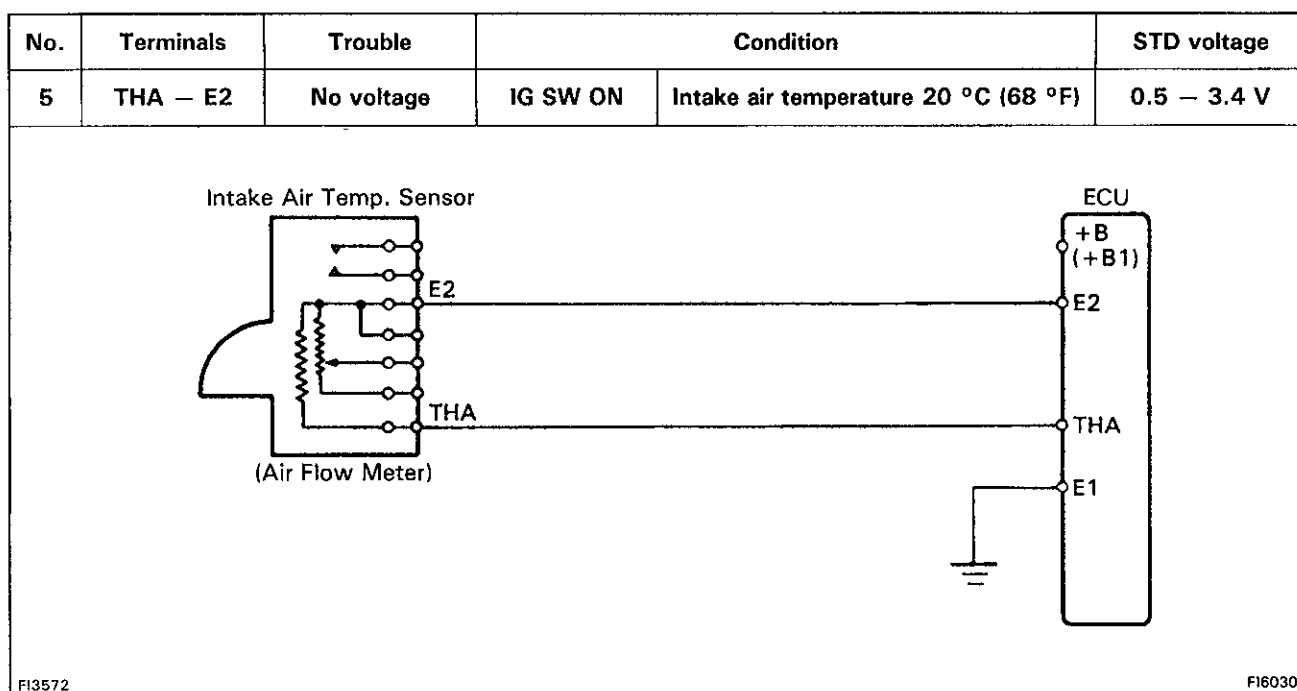 No. Terminals Trouble Condition STD voltage
5 THA — E2 No voltage IG SW ON Intake air temperature 20 °C (68 °F) 0.5 — 3.4 V
Intake Air Temp. Sensor
ECU
+B
(+B1)
E2
E2
THA
THA
(Air Flow Meter)
E1
FI3572
FI6030